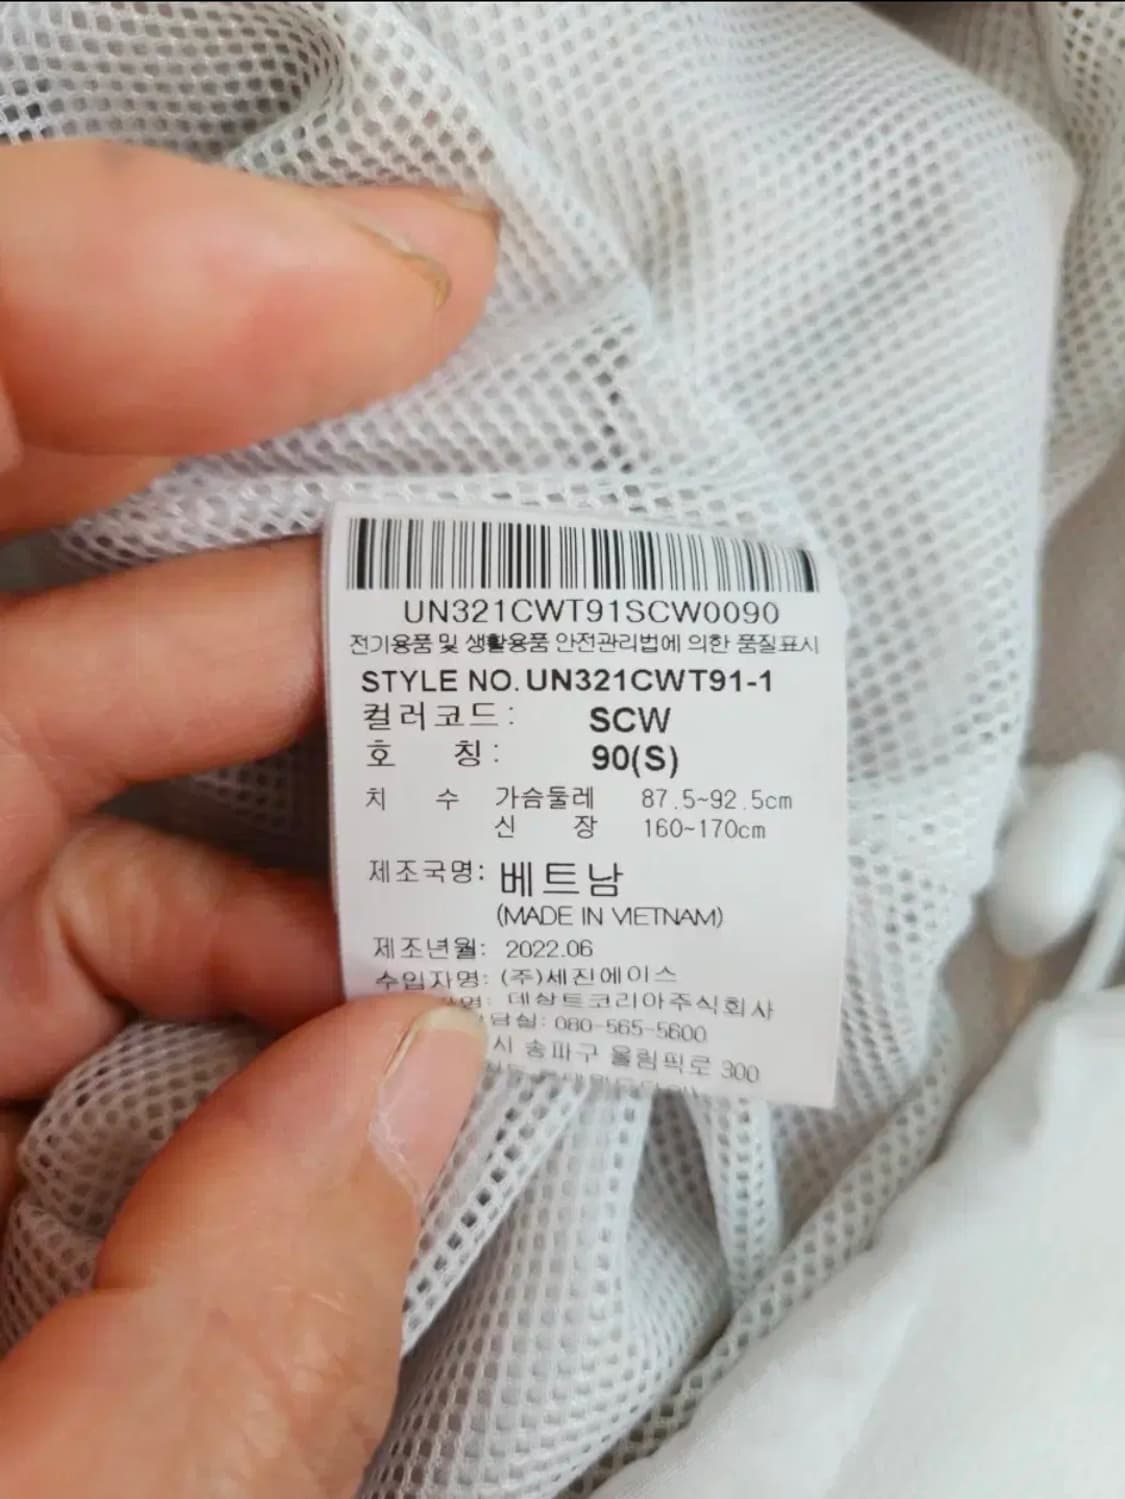 UN321CWT91SCW0090
전기용품 및 생활용품 안전관리법에 의한 품질표시
STYLE NO. UN321CWT91-1
컬러코드: SCW
호 칭: 90(S)
치 수 가슴둘레 87.5~92.5cm
신 장 160~170cm
제조국명: 베트남
(MADE IN VIETNAM)
제조년월: 2022.06
수입자명: (주)세진에이스
명: 데상트코리아주식회사
담실: 080-565-5600
시 송파구 올림픽로 300